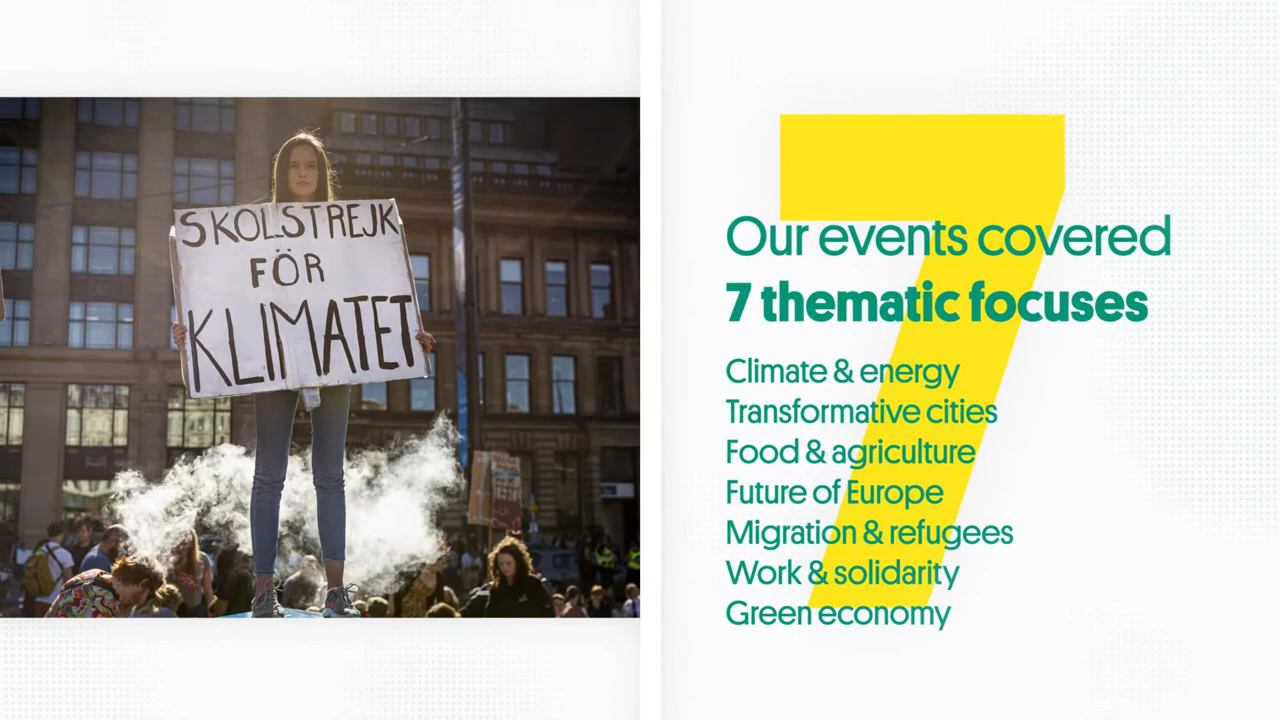 SKOLSTREJK
FÖR
KLIMATET
7
Our events covered
7 thematic focuses
Climate & energy
Transformative cities
Food & agriculture
Future of Europe
Migration & refugees
Work & solidarity
Green economy